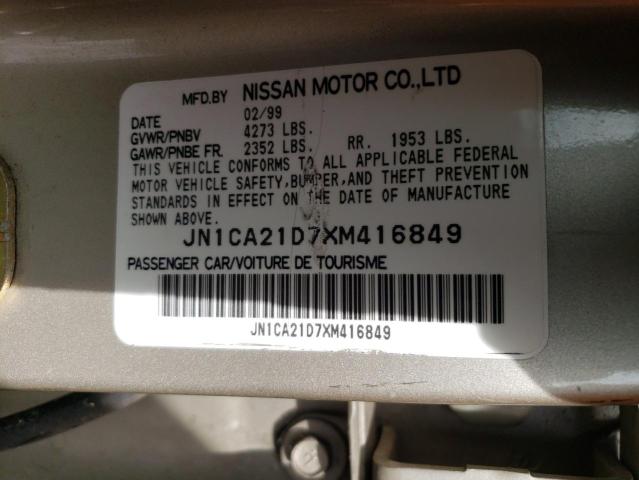 MFD.BY NISSAN MOTOR CO.,LTD
DATE 02/99
GVWR/PNBV 4273 LBS.
GAWR/PNBE FR. 2352 LBS. RR. 1953 LBS.
THIS VEHICLE CONFORMS TO ALL APPLICABLE FEDERAL
MOTOR VEHICLE SAFETY,BUMPER,AND THEFT PREVENTION
STANDARDS IN EFFECT ON THE DATE OF MANUFACTURE
SHOWN ABOVE.
JN1CA21D7XM416849
PASSENGER CAR/VOITURE DE TOURISME
JN1CA21D7XM416849